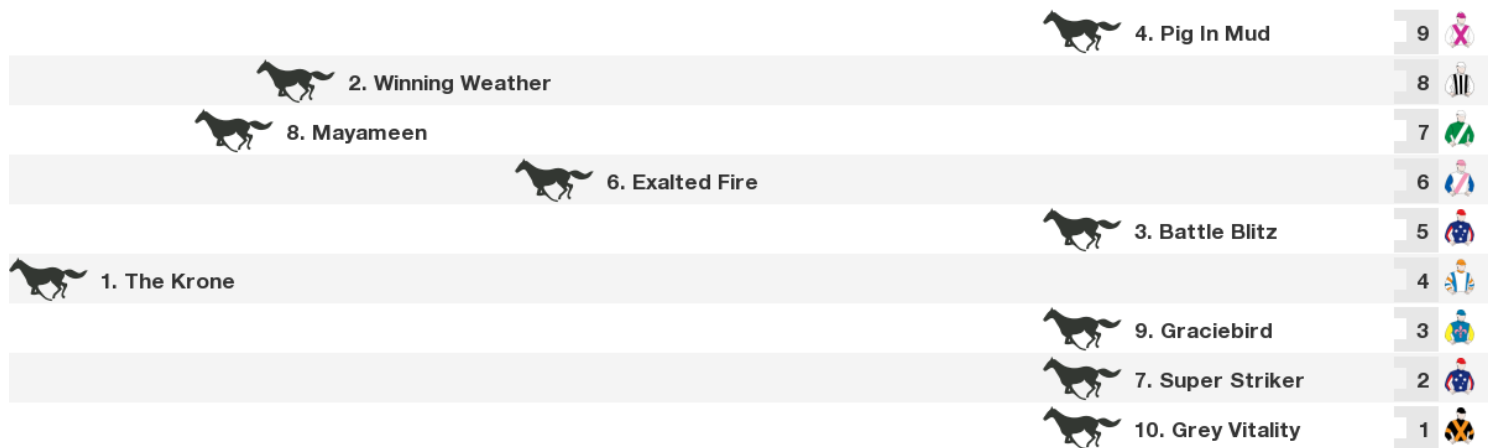 4. Pig In Mud 9
2. Winning Weather 8
8. Mayameen 7
6. Exalted Fire 6
3. Battle Blitz 5
1. The Krone 4
9. Graciebird 3
7. Super Striker 2
10. Grey Vitality 1